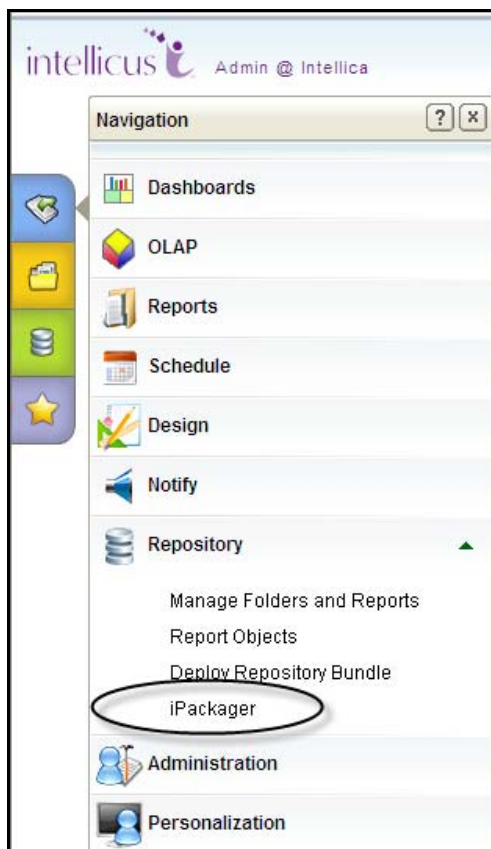 intellicus Admin @ Intellica
Navigation ? x
Dashboards
OLAP
Reports
Schedule
Design
Notify
Repository
Manage Folders and Reports
Report Objects
Deploy Repository Bundle
iPackager
Administration
Personalization